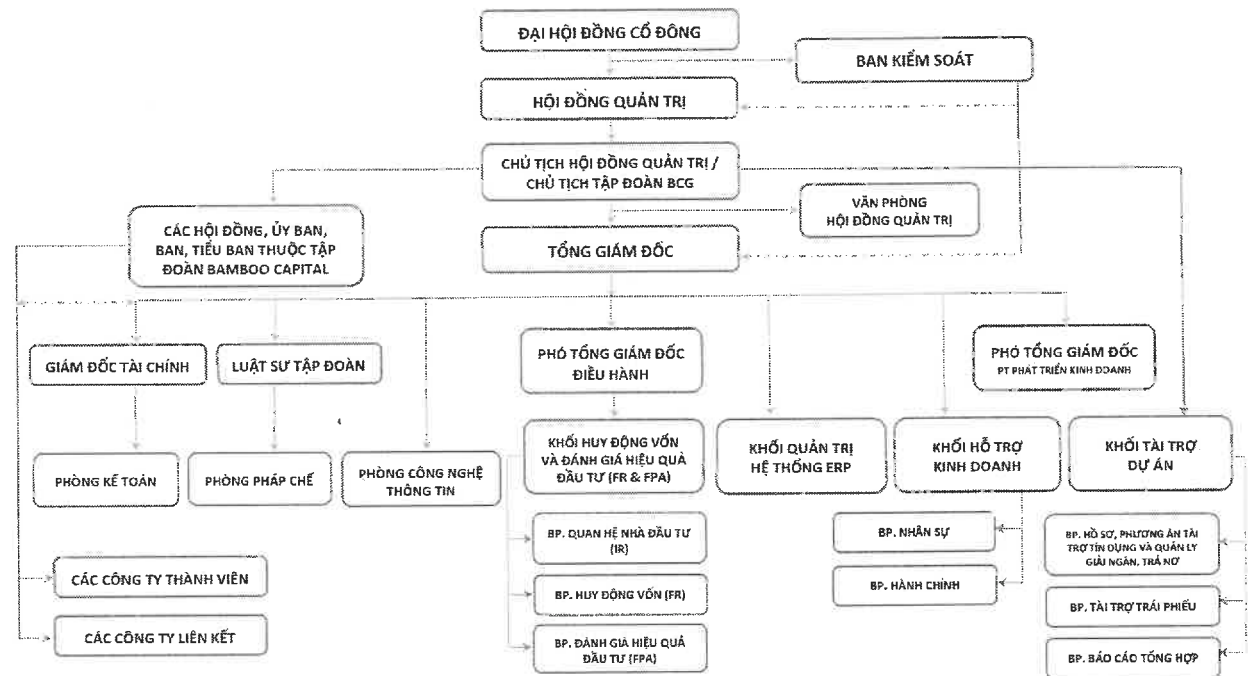 ĐẠI HỘI ĐỒNG CỔ ĐÔNG
BAN KIỂM SOÁT
HỘI ĐỒNG QUẢN TRỊ
CHỦ TỊCH HỘI ĐỒNG QUẢN TRỊ /
CHỦ TỊCH TẬP ĐOÀN BCG
VĂN PHÒNG
HỘI ĐỒNG QUẢN TRỊ
CÁC HỘI ĐỒNG, ỦY BAN,
BAN, TIỂU BAN THUỘC TẬP
ĐOÀN BAMBOO CAPITAL
TỔNG GIÁM ĐỐC
GIÁM ĐỐC TÀI CHÍNH
LUẬT SƯ TẬP ĐOÀN
PHÓ TỔNG GIÁM ĐỐC
ĐIỀU HÀNH
PHÓ TỔNG GIÁM ĐỐC
PT PHÁT TRIỂN KINH DOANH
PHÒNG KẾ TOÁN
PHÒNG PHÁP CHẾ
PHÒNG CÔNG NGHỆ
THÔNG TIN
KHỐI HUY ĐỘNG VỐN
VÀ ĐÁNH GIÁ HIỆU QUẢ
ĐẦU TƯ (FR & FPA)
KHỐI QUẢN TRỊ
HỆ THỐNG ERP
KHỐI HỖ TRỢ
KINH DOANH
KHỐI TÀI TRỢ
DỰ ÁN
BP. QUAN HỆ NHÀ ĐẦU TƯ
(IR)
BP. NHÂN SỰ
BP. HỒ SƠ, PHƯƠNG ÁN TÀI
TRỢ TÍN DỤNG VÀ QUẢN LÝ
GIẢI NGÂN, TRẢ NỢ
CÁC CÔNG TY THÀNH VIÊN
BP. HUY ĐỘNG VỐN (FR)
BP. HÀNH CHÍNH
BP. TÀI TRỢ TRÁI PHIẾU
CÁC CÔNG TY LIÊN KẾT
BP. ĐÁNH GIÁ HIỆU QUẢ
ĐẦU TƯ (FPA)
BP. BÁO CÁO TỔNG HỢP